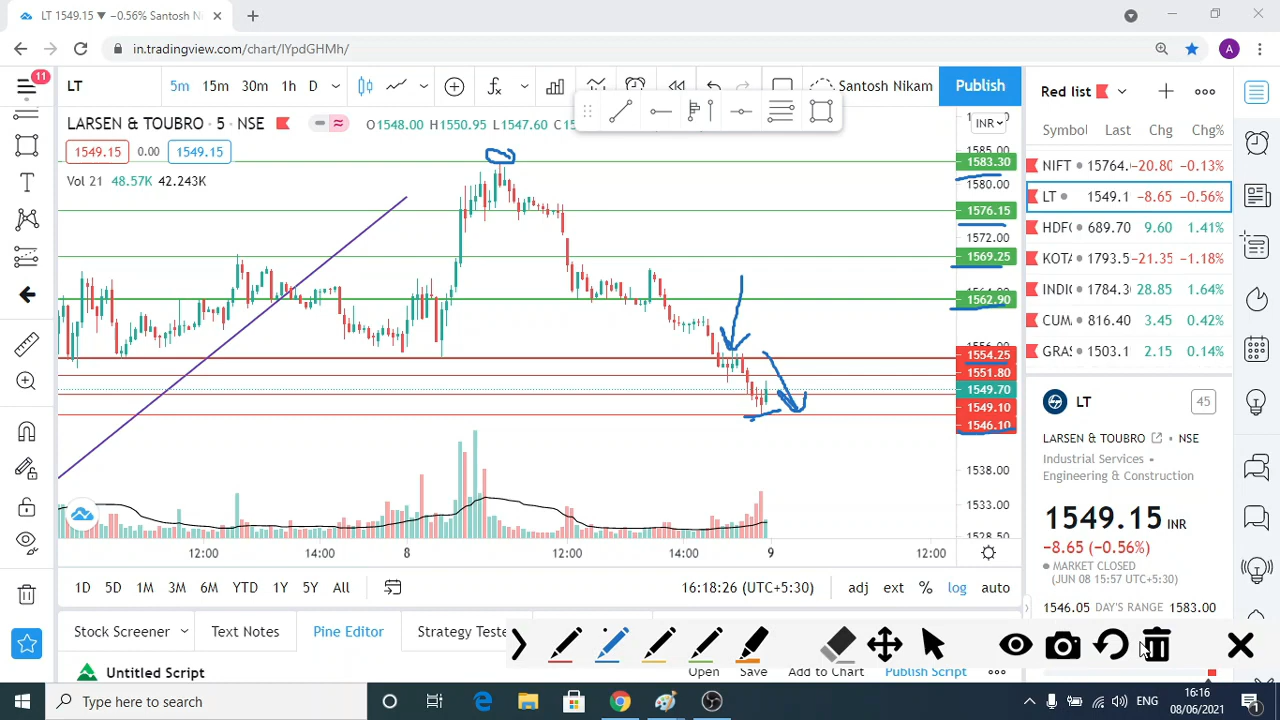 LT 1549.15 ▼ −0.56% Santosh N
in.tradingview.com/chart/IYpdGHMh/
A
11
LT
5m 15m 30m 1h D
Santosh Nikam
Publish
LARSEN & TOUBRO · 5 · NSE
O1548.00 H1550.95 L1547.60
INR
1549.15 0.00 1549.15
Vol 21 48.57K 42.243K
1585.00
1583.30
1580.00
1576.15
1572.00
1569.25
1562.90
1554.25
1551.80
1549.70
1549.10
1546.10
1538.00
1533.00
1528.50
12:00 14:00 8 12:00 14:00 9 12:00
1D 5D 1M 3M 6M YTD 1Y 5Y All
16:18:26 (UTC+5:30) adj ext % log auto
Stock Screener Text Notes Pine Editor Strategy Teste
Untitled Script
Open Save Add to Chart Publish Script
Red list
Symbol Last Chg Chg%
NIFT 15764. -20.80 -0.13%
LT 1549.1 -8.65 -0.56%
HDFC 689.70 9.60 1.41%
KOTA 1793.5 -21.35 -1.18%
INDI 1784.3 28.85 1.64%
CUM 816.40 3.45 0.42%
GRA 1503.1 2.15 0.14%
LT 45
LARSEN & TOUBRO NSE
Industrial Services •
Engineering & Construction
1549.15 INR
−8.65 (−0.56%)
MARKET CLOSED
(JUN 08 15:57 UTC+5:30)
1546.05 DAY'S RANGE 1583.00
Type here to search
ENG
16:16
08/06/2021
1